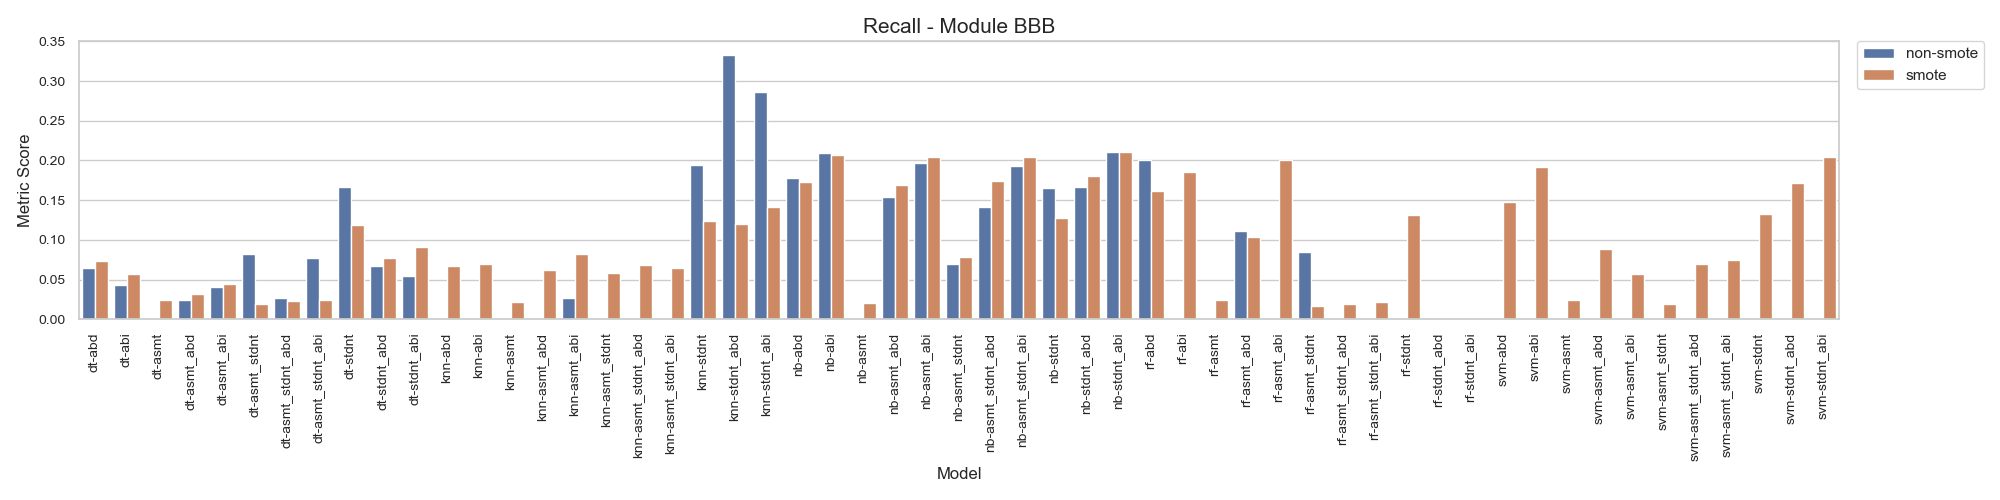 Recall - Module BBB
non-smote
smote
Metric Score
0.35
0.30
0.25
0.20
0.15
0.10
0.05
0.00
dt-abd
dt-abi
dt-asmt
dt-asmt_abd
dt-asmt_abi
dt-asmt_stdnt
dt-asmt_stdnt_abd
dt-asmt_stdnt_abi
dt-stdnt
dt-stdntb_abd
dt-stdnt_abi
knn-abd
knn-abi
knn-asmt
knn-asmt_abd
knn-asmt_abi
knn-asmt_stdnt
knn-asmt_stdnt_abd
knn-asmt_stdnt_abi
knn-stdnt
knn-stdnt_abd
knn-stdnt_abi
nb-abd
nb-abi
nb-asmt
nb-asmt_abd
nb-asmt_abi
nb-asmt_stdnt
nb-asmt_stdnt_abd
nb-asmt_stdnt_abi
nb-stdnt
nb-stdnt_abd
nb-stdnt_abi
rf-abd
rf-abi
rf-asmt
rf-asmt_abd
rf-asmt_abi
rf-asmt_stdnt
rf-asmt_stdnt_abd
rf-asmt_stdnt_abi
rf-stdnt
rf-stdnt_abd
rf-stdnt_abi
svm-abd
svm-abi
svm-asmt
svm-asmt_abd
svm-asmt_abi
svm-asmt_stdnt
svm-asmt_stdnt_abd
svm-asmt_stdnt_abi
svm-stdnt
svm-stdnt_abd
svm-stdnt_abi
Model